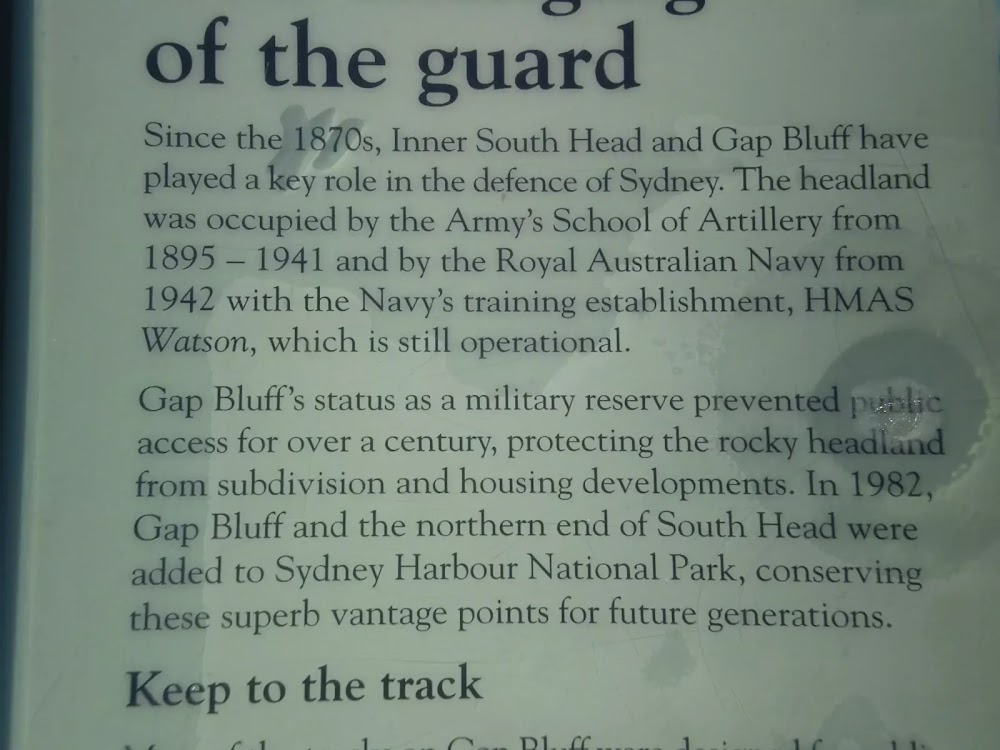 of the guard
Since the 1870s, Inner South Head and Gap Bluff have
played a key role in the defence of Sydney. The headland
was occupied by the Army's School of Artillery from
1895 – 1941 and by the Royal Australian Navy from
1942 with the Navy's training establishment, HMAS
Watson, which is still operational.
Gap Bluff's status as a military reserve prevented public
access for over a century, protecting the rocky headland
from subdivision and housing developments. In 1982,
Gap Bluff and the northern end of South Head were
added to Sydney Harbour National Park, conserving
these superb vantage points for future generations.
Keep to the track
Gap Bluff were